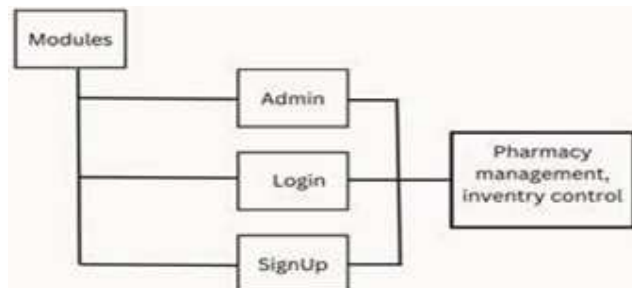 Modules
Admin
Login
SignUp
Pharmacy
management,
inventry control